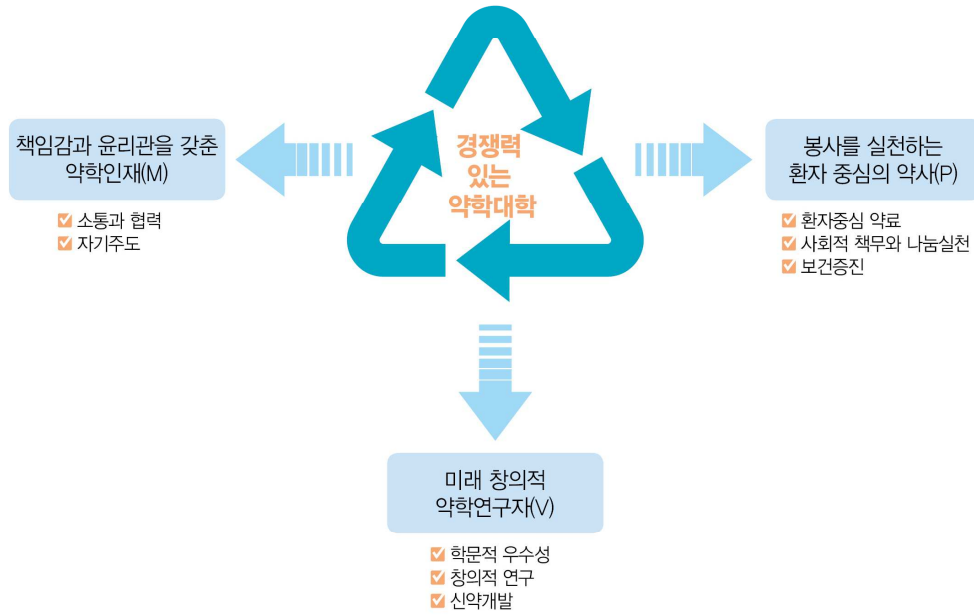 경쟁력
있는
약학대학
책임감과 윤리관을 갖춘
약학인재(M)
소통과 협력
자기주도
봉사를 실천하는
환자 중심의 약사(P)
환자중심 약료
사회적 책무와 나눔실천
보건증진
미래 창의적
약학연구자(V)
학문적 우수성
창의적 연구
신약개발